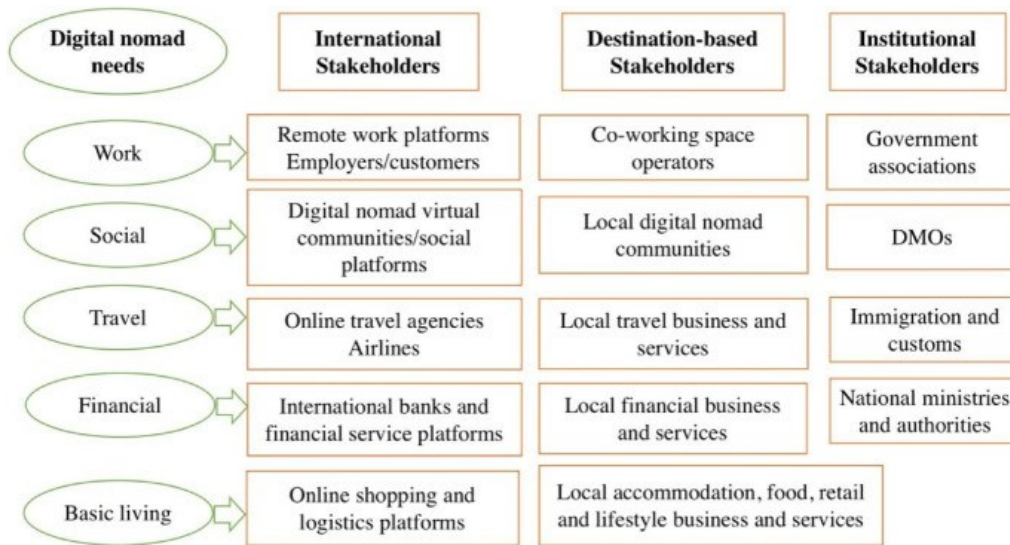 Digital nomad
needs
International
Stakeholders
Destination-based
Stakeholders
Institutional
Stakeholders
Work
Remote work platforms
Employers/customers
Co-working space
operators
Government
associations
Social
Digital nomad virtual
communities/social
platforms
Local digital nomad
communities
DMOs
Travel
Online travel agencies
Airlines
Local travel business and
services
Immigration and
customs
Financial
International banks and
financial service platforms
Local financial business
and services
National ministries
and authorities
Basic living
Online shopping and
logistics platforms
Local accommodation, food, retail
and lifestyle business and services